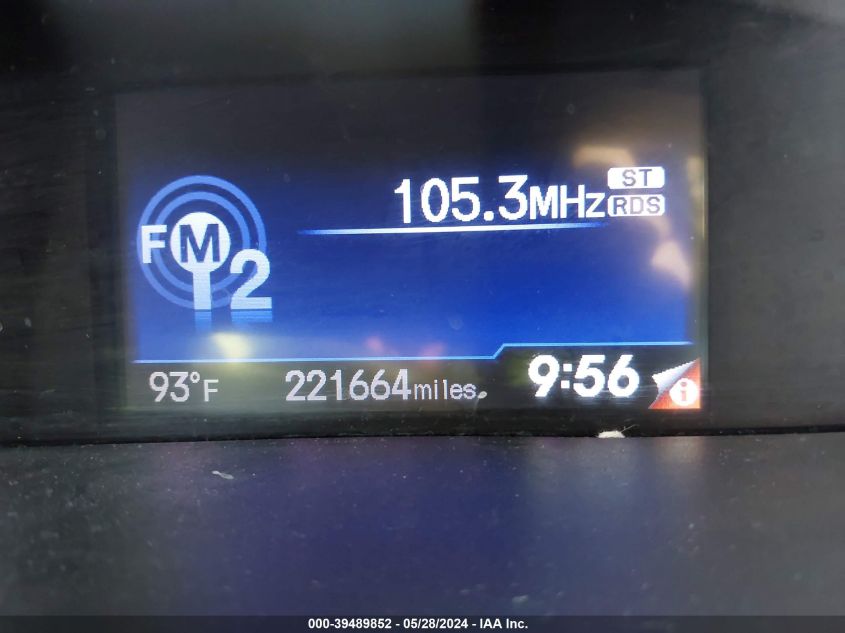 105.3MHz ST
RDS
FM
2
93°F 221664miles 9:56 i
000-39489852 / 05/28/2024 - IAA Inc.